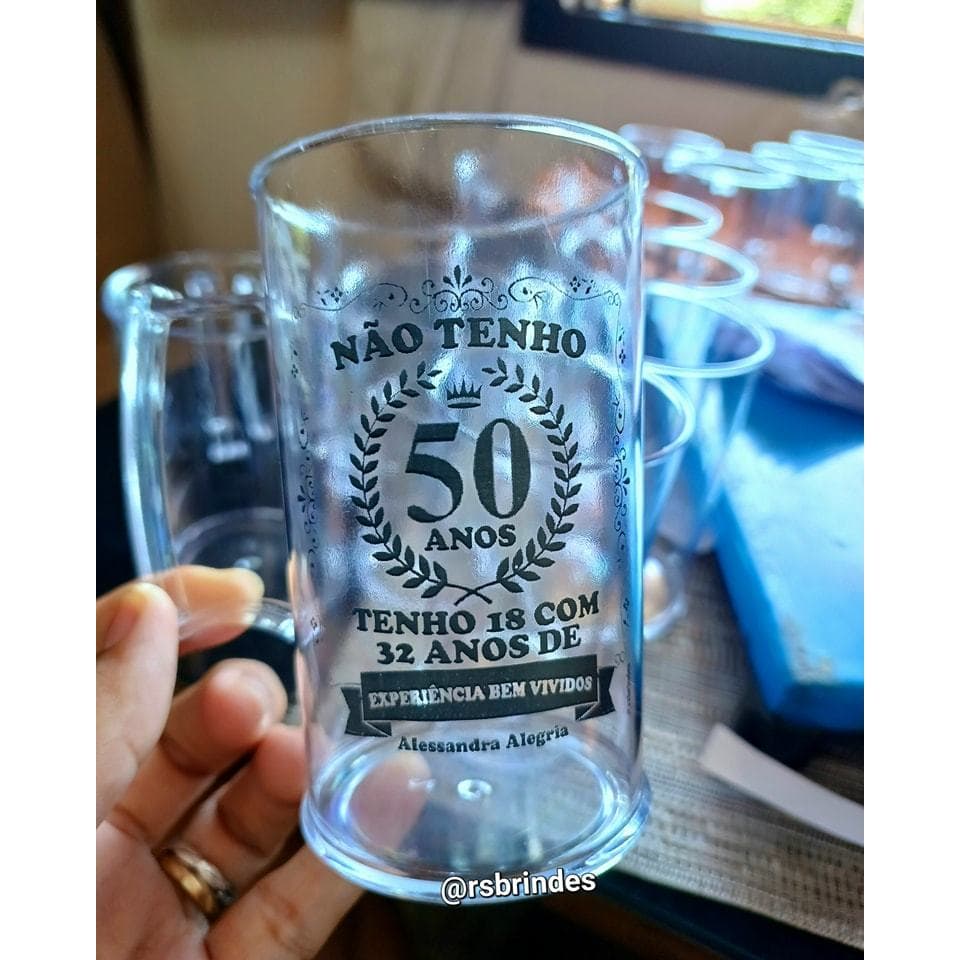 NÃO TENHO
50
ANOS
TENHO 18 COM
32 ANOS DE
EXPERIÊNCIA BEM VIVIDOS
Alessandra Alegria
@rsbrindes